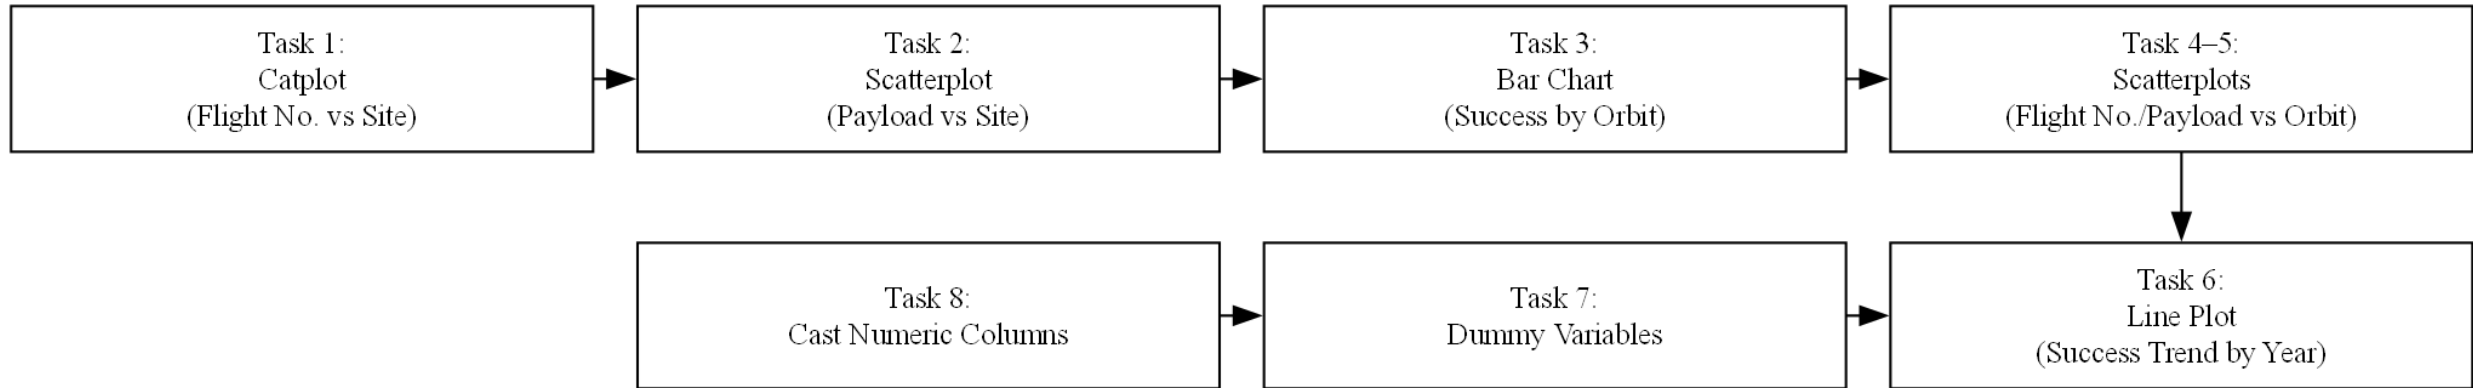 Task 1:
Catplot
(Flight No. vs Site)
Task 2:
Scatterplot
(Payload vs Site)
Task 3:
Bar Chart
(Success by Orbit)
Task 4–5:
Scatterplots
(Flight No./Payload vs Orbit)
Task 8:
Cast Numeric Columns
Task 7:
Dummy Variables
Task 6:
Line Plot
(Success Trend by Year)